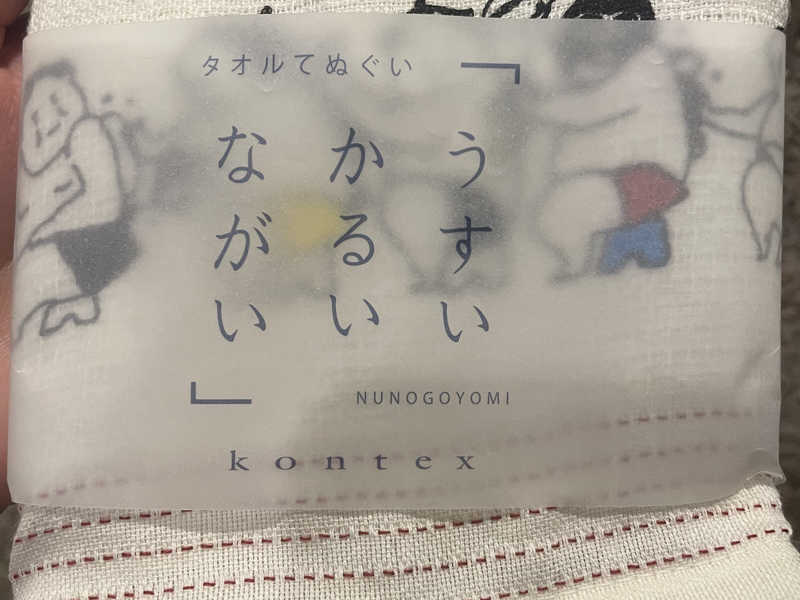 タオルてぬぐい
うすい
かるい
ながい
NUNOGOYOMI
kontex